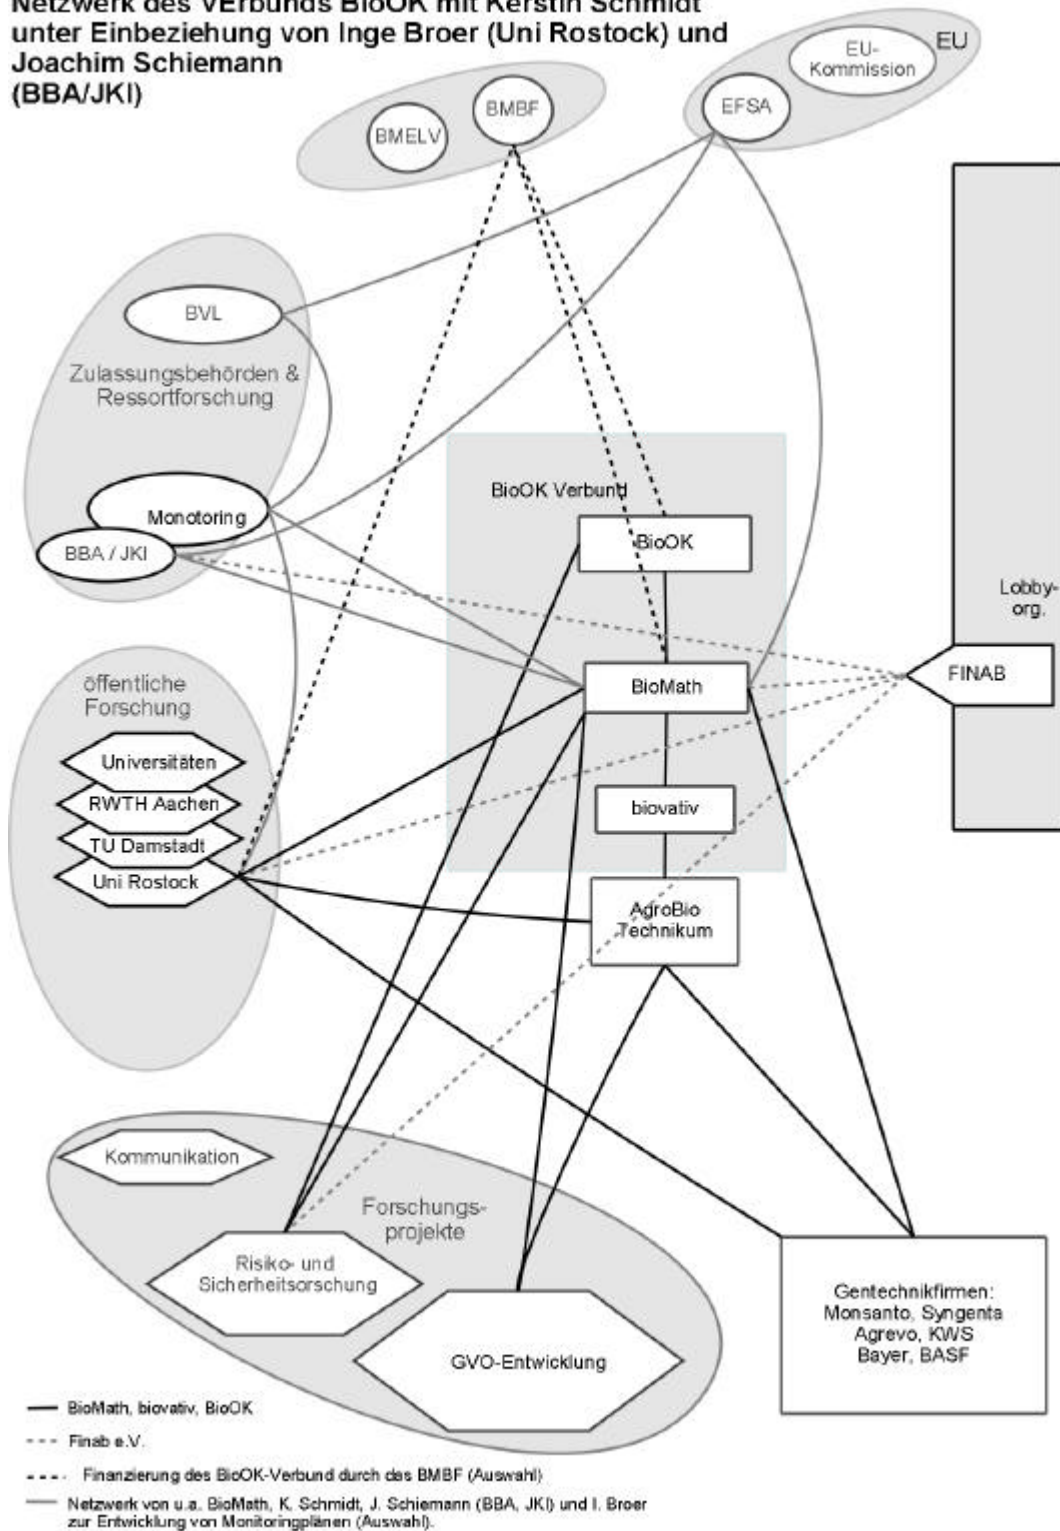 Netzwerk des VErbunds BioOK mit Kerstin Schmidt
unter Einbeziehung von Inge Broer (Uni Rostock) und
Joachim Schiemann
(BBA/JKI)
EU
EU-
Kommission
EFSA
BMBF
BMELV
BVL
Zulassungsbehörden &
Ressortforschung
Monotoring
BBA / JKI
BioOK Verbund
BioOK
Lobby-
org.
FINAB
BioMath
biovativ
AgroBio
Technikum
öffentliche
Forschung
Universitäten
RWTH Aachen
TU Damstadt
Uni Rostock
Kommunikation
Forschungs-
projekte
Risiko- und
Sicherheitsorschung
GVO-Entwicklung
Gentechnikfirmen:
Monsanto, Syngenta
Agrevo, KWS
Bayer, BASF
BioMath, biovativ, BioOK
Finab e.V.
Finanzierung des BioOK-Verbund durch das BMBF (Auswahl)
Netzwerk von u.a. BioMath, K. Schmidt, J. Schiemann (BBA, JKI) und I. Broer
zur Entwicklung von Monitoringplänen (Auswahl).